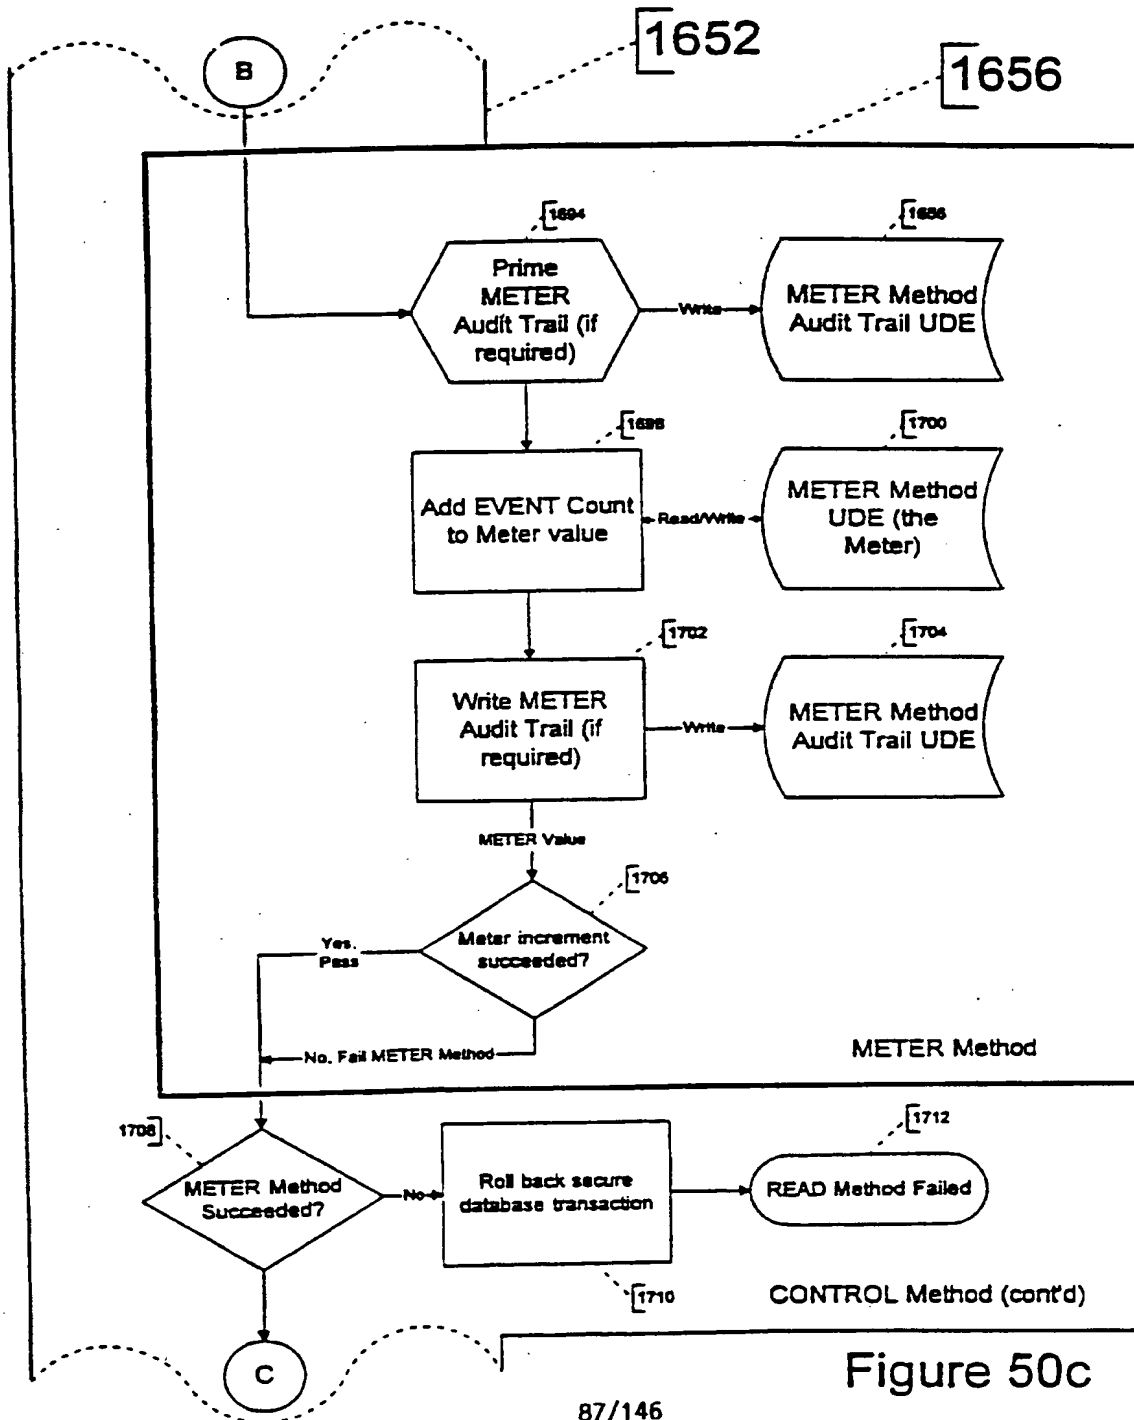 B
1652
1656
1694
Prime
METER
Audit Trail (if
required)
Write
METER Method
Audit Trail UDE
Add EVENT Count
to Meter value
Read/Write
1700
METER Method
UDE (the
Meter)
1702
Write METER
Audit Trail (if
required)
Write
1704
METER Method
Audit Trail UDE
METER Value
1706
Meter increment
succeeded?
Yes.
Pass
No. Fail METER Method
METER Method
1708
METER Method
Succeeded?
No
Roll back secure
database transaction
1710
1712
READ Method Failed
CONTROL Method (cont'd)
C
Figure 50c
87/146